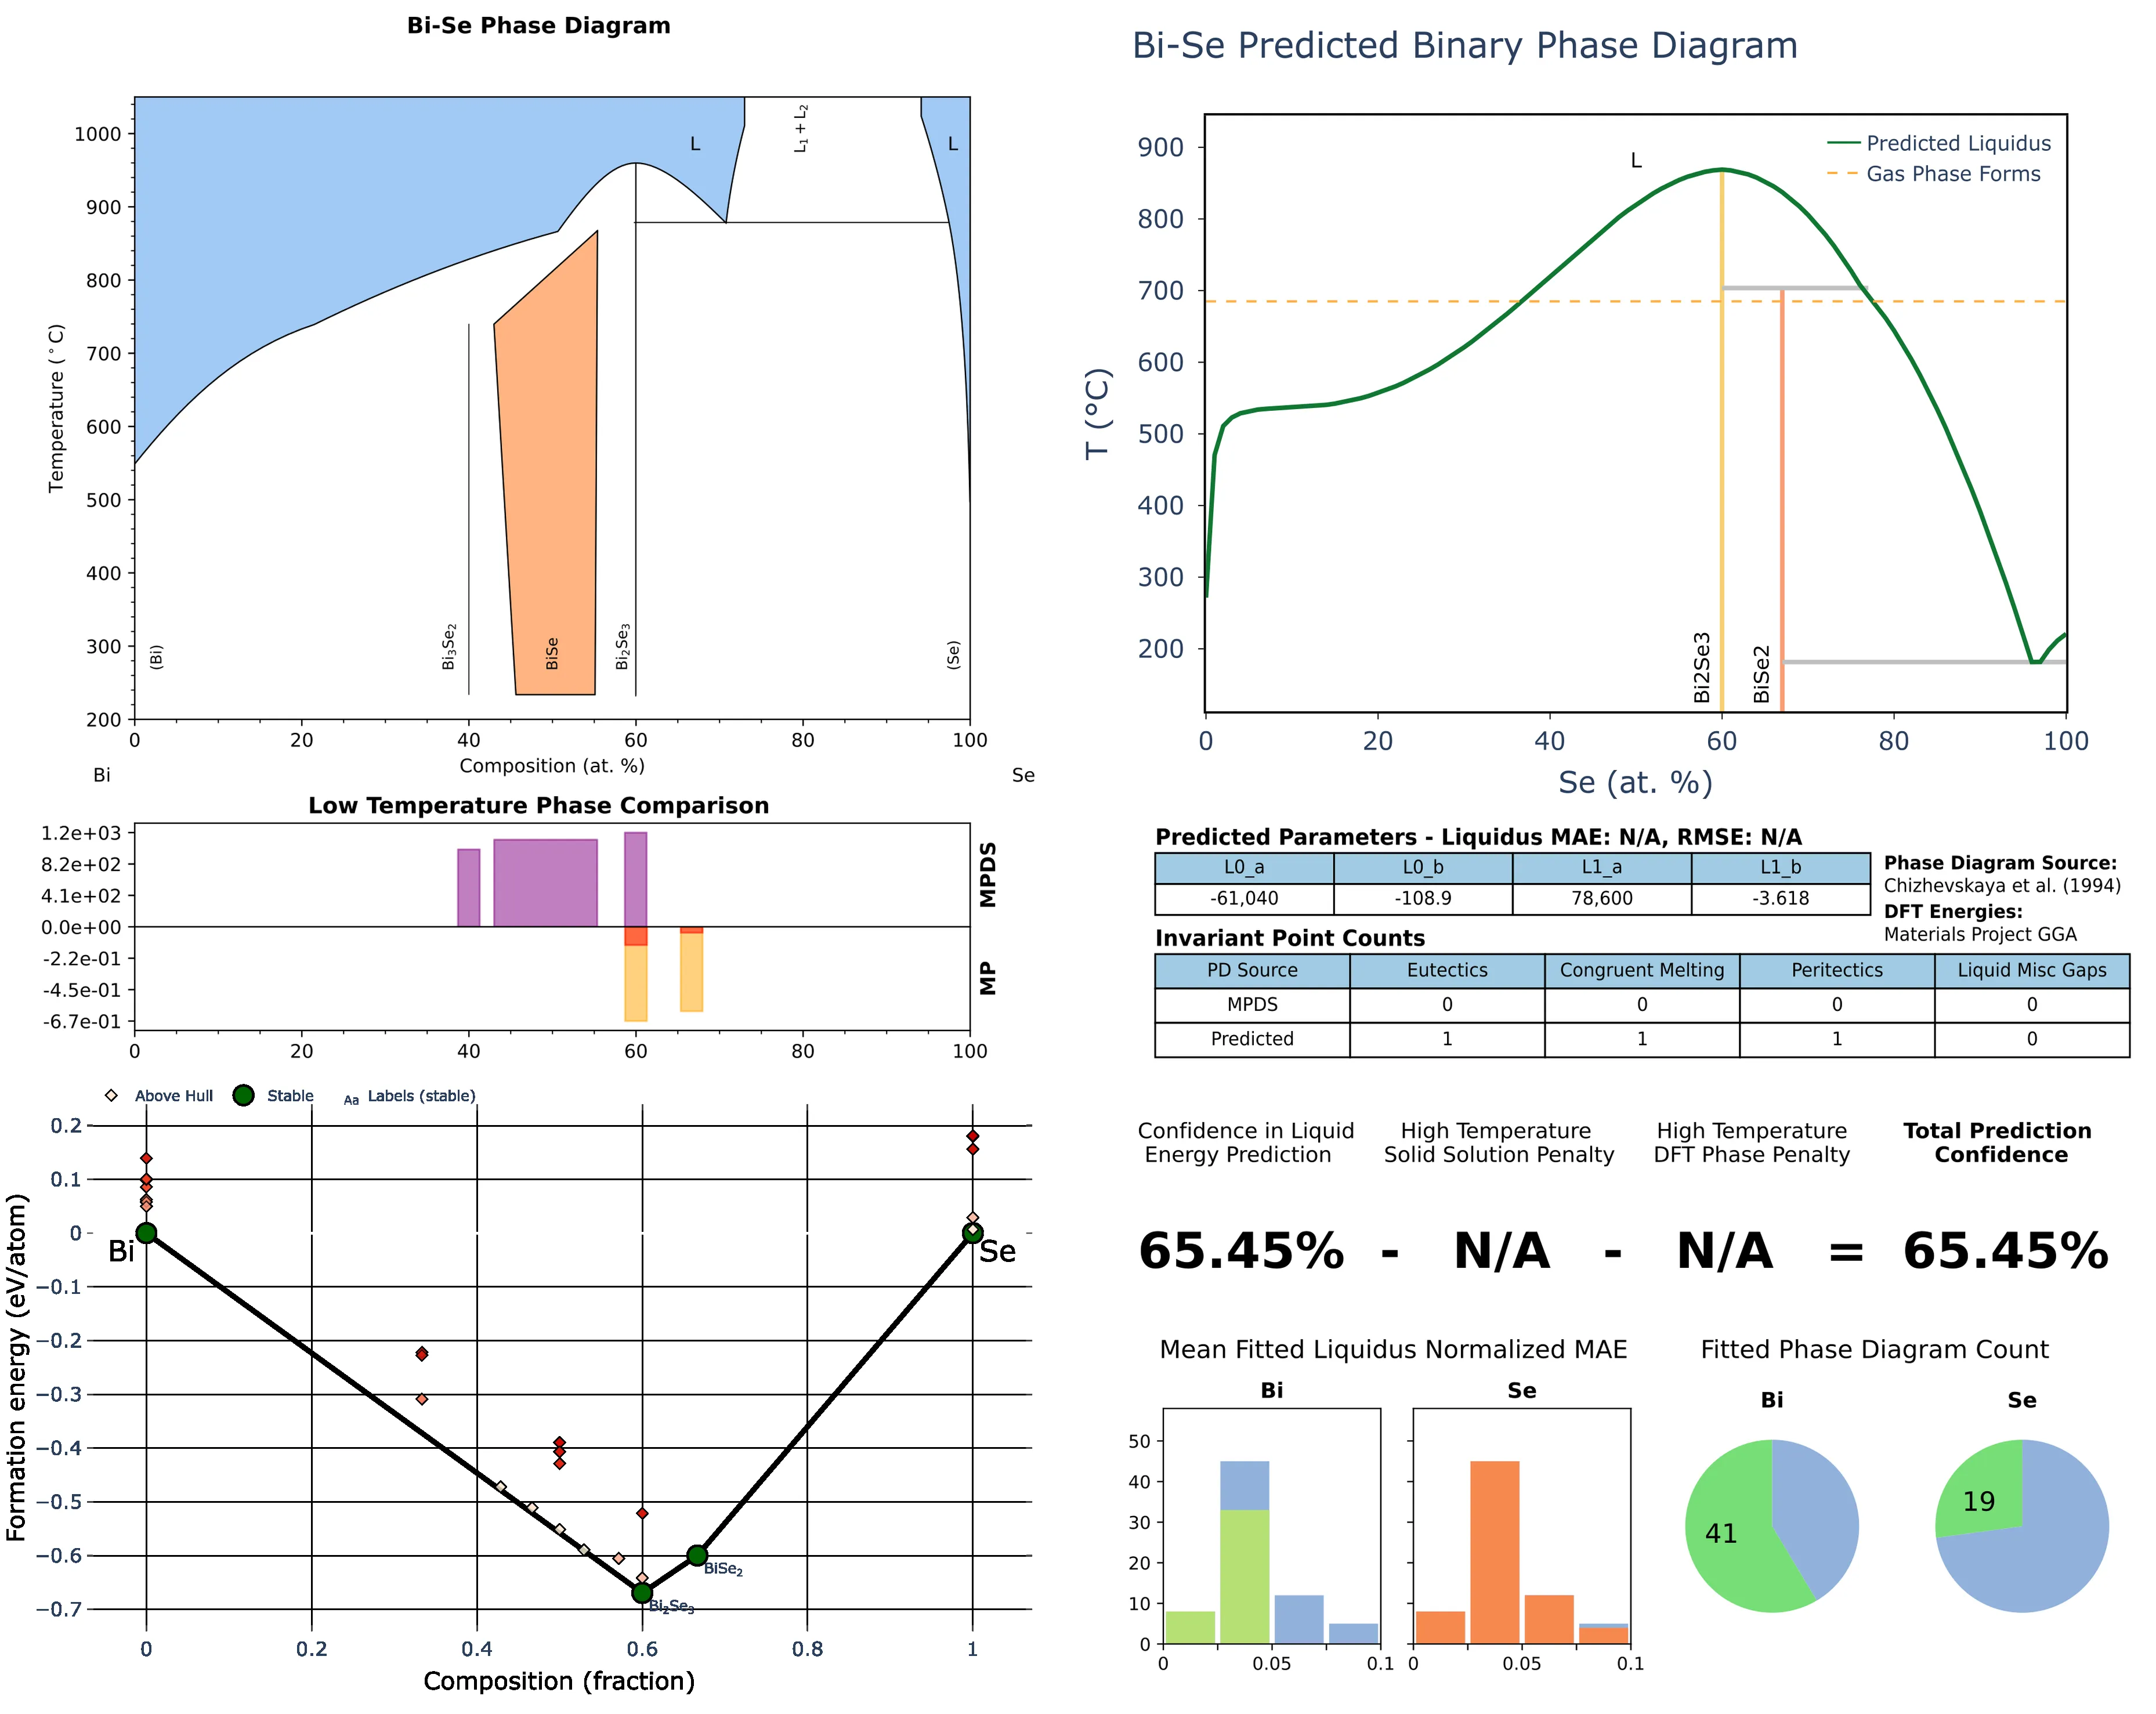 Bi-Se Phase Diagram
1000
900
800
700
600
500
400
300
200
0
20
40
60
80
100
Temperature (°C)
Composition (at. %)
Bi
Se
L
L₁ + L₂
L
(Bi)
Bi₃Se₂
BiSe
Bi₂Se₃
(Se)
Low Temperature Phase Comparison
1.2e+03
8.2e+02
4.1e+02
0.0e+00
-2.2e-01
-4.5e-01
-6.7e-01
MPDS
MP
0
20
40
60
80
100
Above Hull
Stable
Aa Labels (stable)
0.2
0.1
0
−0.1
−0.2
−0.3
−0.4
−0.5
−0.6
−0.7
Formation energy (eV/atom)
Bi
Se
BiSe₂
Bi₂Se₃
0
0.2
0.4
0.6
0.8
1
Composition (fraction)
Bi-Se Predicted Binary Phase Diagram
900
800
700
600
500
400
300
200
T (°C)
L
Predicted Liquidus
Gas Phase Forms
Bi2Se3
BiSe2
0
20
40
60
80
100
Se (at. %)
Predicted Parameters - Liquidus MAE: N/A, RMSE: N/A
L0_a L0_b L1_a L1_b
-61,040 -108.9 78,600 -3.618
Phase Diagram Source:
Chizhevskaya et al. (1994)
DFT Energies:
Materials Project GGA
Invariant Point Counts
PD Source Eutectics Congruent Melting Peritectics Liquid Misc Gaps
MPDS 0 0 0 0
Predicted 1 1 1 0
Confidence in Liquid
Energy Prediction
High Temperature
Solid Solution Penalty
High Temperature
DFT Phase Penalty
Total Prediction
Confidence
65.45% - N/A - N/A = 65.45%
Mean Fitted Liquidus Normalized MAE
Bi
Se
50
40
30
20
10
0
0
0.05
0.1
0
0.05
0.1
Fitted Phase Diagram Count
Bi
Se
41
19